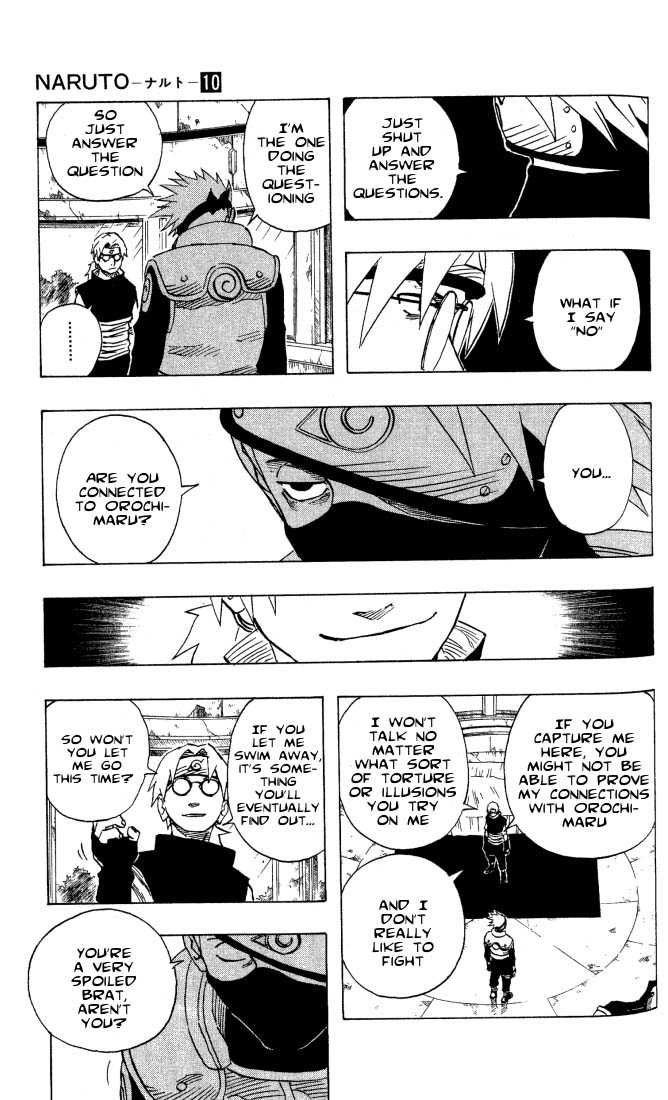 NARUTO —ナルト— 10
JUST
SHUT
UP AND
ANSWER
THE
QUESTIONS.
WHAT IF
I SAY
"NO"
I'M
THE ONE
DOING
THE
QUEST-
IONING
SO
JUST
ANSWER
THE
QUESTION
........
YOU...
ARE YOU
CONNECTED
TO OROCHI-
MARU?
IF YOU
CAPTURE ME
HERE, YOU
MIGHT NOT BE
ABLE TO PROVE
MY CONNECTIONS
WITH OROCHI-
MARU
I WON'T
TALK NO
MATTER
WHAT SORT
OF TORTURE
OR ILLUSIONS
YOU TRY
ON ME
AND I
DON'T
REALLY
LIKE TO
FIGHT
IF YOU
LET ME
SWIM AWAY,
IT'S SOME-
THING
YOU'LL
EVENTUALLY
FIND OUT...
SO WON'T
YOU LET
ME GO
THIS TIME?
YOU'RE
A VERY
SPOILED
BRAT,
AREN'T
YOU?